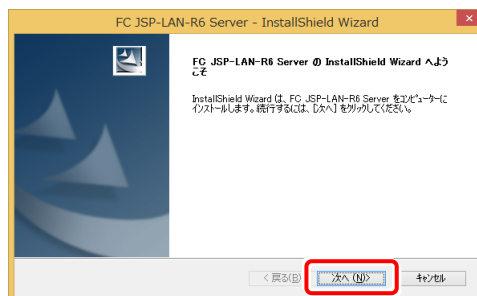 FC JSP-LAN-R6 Server - InstallShield Wizard
FC JSP-LAN-R6 Server の InstallShield Wizard へよう
こそ
InstallShield Wizard は、FC JSP-LAN-R6 Server をコンピューターに
インストールします。続行するには、[次へ] をクリックしてください。
< 戻る(B)
次へ (N)>
キャンセル